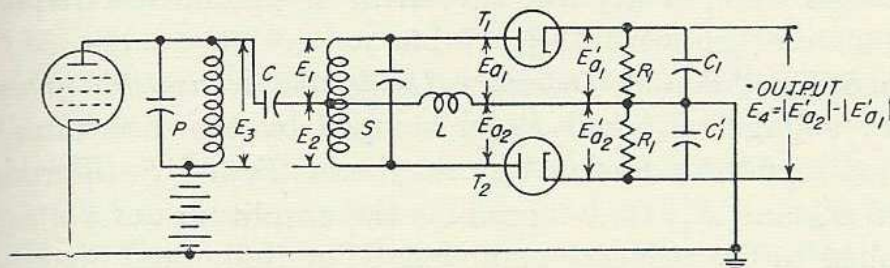 T1
P
E3
C
E1
E2
S
L
Ea1
Ea2
T2
E'a1
E'a2
R1
R1
C1
C'1
OUTPUT
E4=|E'a2|-|E'a1|